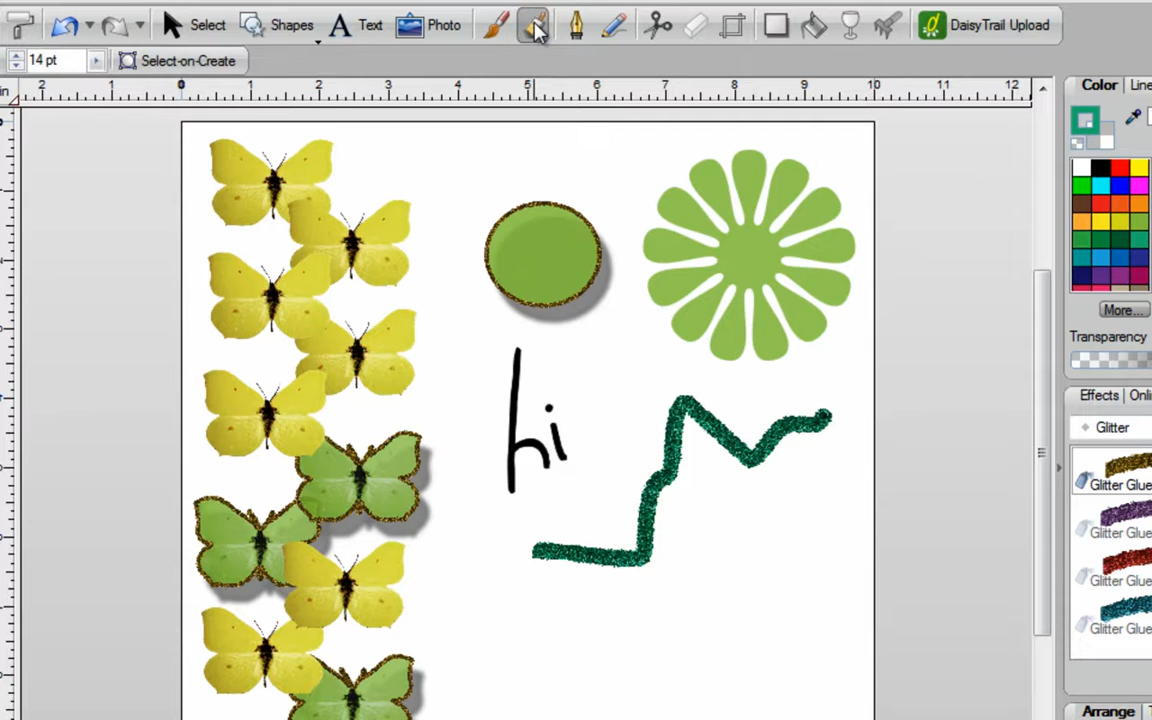 Select Shapes Text Photo DaisyTrail Upload
14 pt Select-on-Create
in 2 1 0 1 2 3 4 5 6 7 8 9 10 11 12
Color Line
More...
Transparency
Effects Onli
Glitter
Glitter Glue
Glitter Glue
Glitter Glue
Glitter Glue
Arrange
hi